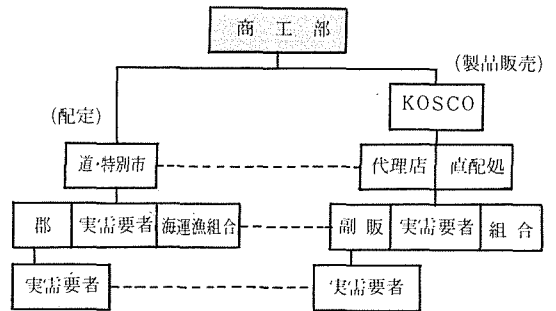 商工部
(製品販売)
KOSCO
(配定)
道・特別市
代理店 直配処
郡 実需要者 海運漁組合
副販 実需要者 組合
実需要者
実需要者